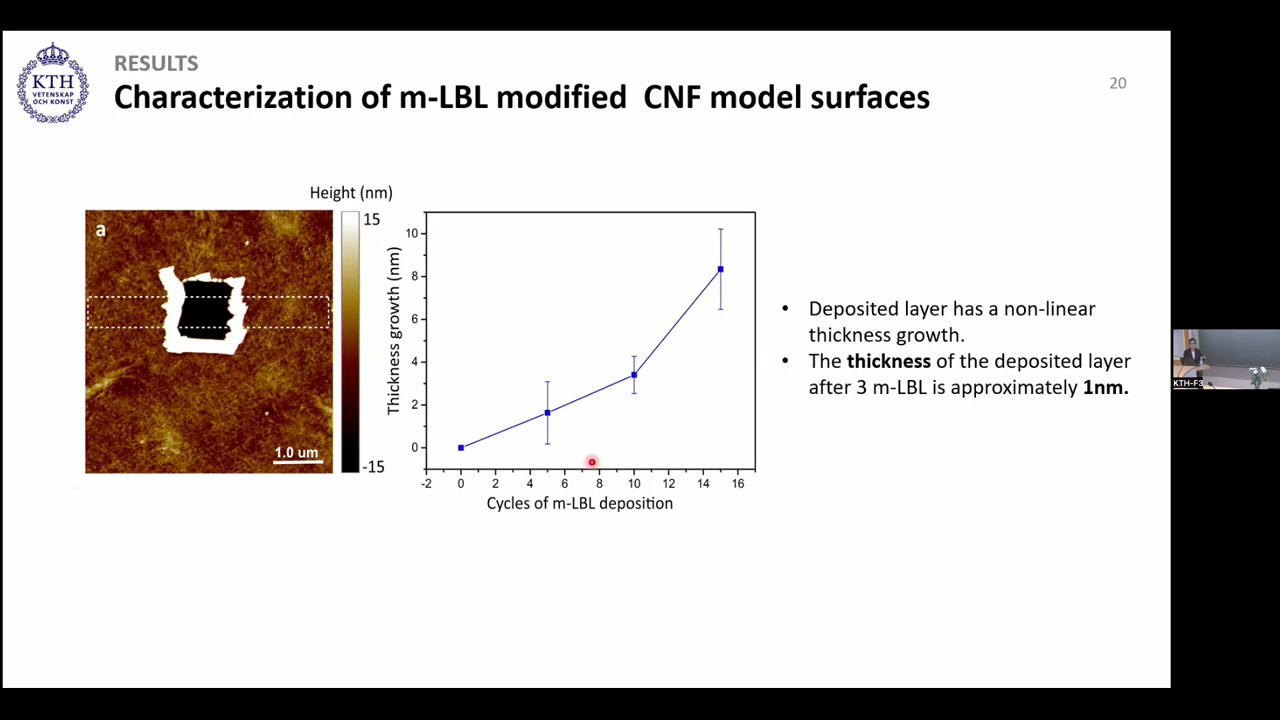 RESULTS
Characterization of m-LBL modified CNF model surfaces
20
KTH
VETENSKAP
OCH KONST
Height (nm)
a
15
-15
1.0 um
Thickness growth (nm)
10
8
6
4
2
0
-2
0
2
4
6
8
10
12
14
16
Cycles of m-LBL deposition
• Deposited layer has a non-linear
thickness growth.
• The thickness of the deposited layer
after 3 m-LBL is approximately 1nm.
KTH-F3